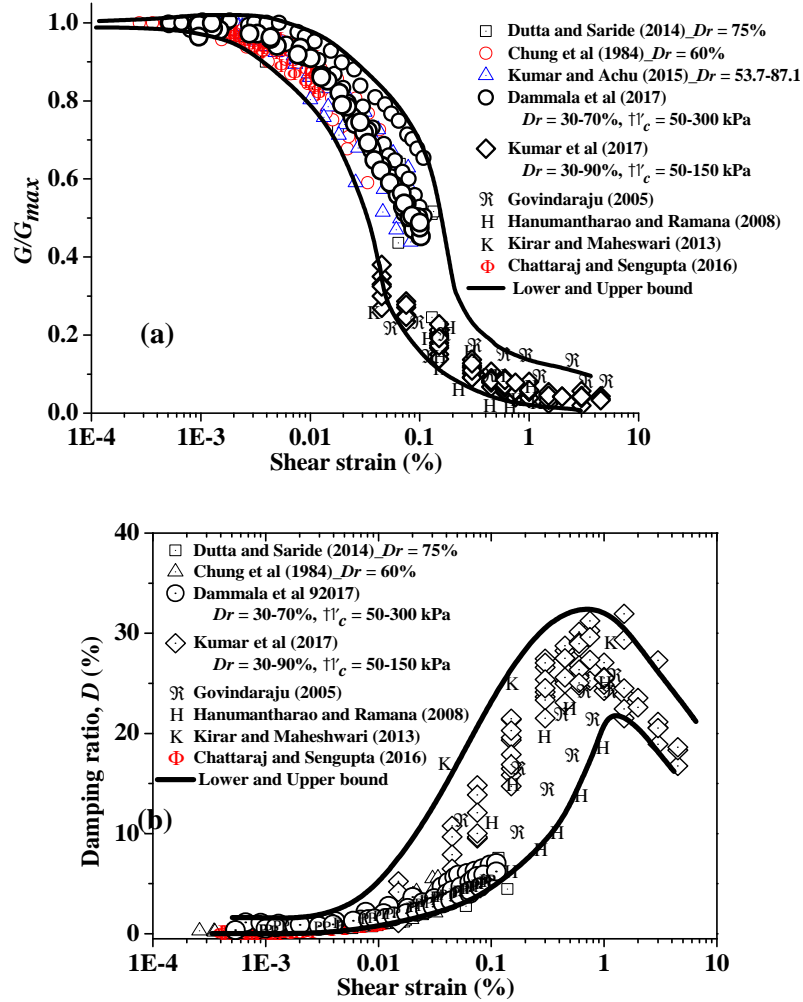 1.0
0.8
0.6
0.4
0.2
0.0
G/Gmax
(a)
Dutta and Saride (2014)_Dr = 75%
Chung et al (1984)_Dr = 60%
Kumar and Achu (2015)_Dr = 53.7-87.1
Dammala et al (2017)
Dr = 30-70%, ††′c = 50-300 kPa
Kumar et al (2017)
Dr = 30-90%, ††′c = 50-150 kPa
ℜ Govindaraju (2005)
H Hanumantharao and Ramana (2008)
K Kirar and Maheswari (2013)
Φ Chattaraj and Sengupta (2016)
Lower and Upper bound
1E-4 1E-3 0.01 0.1 1 10
Shear strain (%)
40
30
20
10
0
Damping ratio, D (%)
Dutta and Saride (2014)_Dr = 75%
Chung et al (1984)_Dr = 60%
Dammala et al 92017)
Dr = 30-70%, ††′c = 50-300 kPa
Kumar et al (2017)
Dr = 30-90%, ††′c = 50-150 kPa
ℜ Govindaraju (2005)
H Hanumantharao and Ramana (2008)
K Kirar and Maheshwari (2013)
Φ Chattaraj and Sengupta (2016)
Lower and Upper bound
(b)
1E-4 1E-3 0.01 0.1 1 10
Shear strain (%)